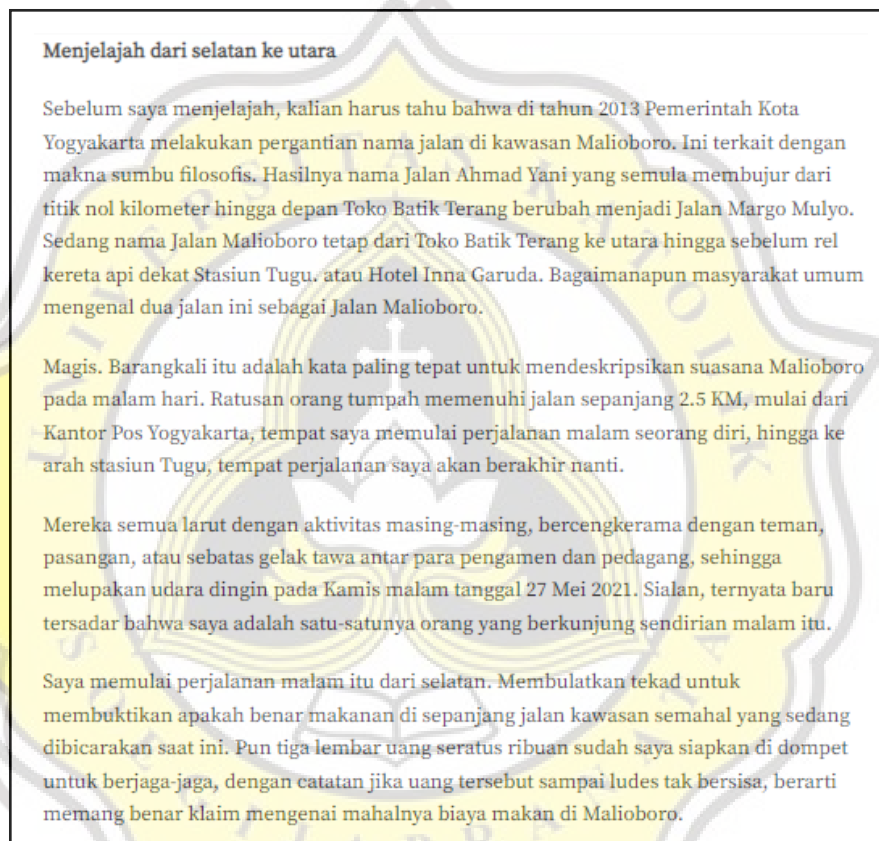 Menjelajah dari selatan ke utara
Sebelum saya menjelajah, kalian harus tahu bahwa di tahun 2013 Pemerintah Kota
Yogyakarta melakukan pergantian nama jalan di kawasan Malioboro. Ini terkait dengan
makna sumbu filosofis. Hasilnya nama Jalan Ahmad Yani yang semula membujur dari
titik nol kilometer hingga depan Toko Batik Terang berubah menjadi Jalan Margo Mulyo.
Sedang nama Jalan Malioboro tetap dari Toko Batik Terang ke utara hingga sebelum rel
kereta api dekat Stasiun Tugu. atau Hotel Inna Garuda. Bagaimanapun masyarakat umum
mengenal dua jalan ini sebagai Jalan Malioboro.
Magis. Barangkali itu adalah kata paling tepat untuk mendeskripsikan suasana Malioboro
pada malam hari. Ratusan orang tumpah memenuhi jalan sepanjang 2.5 KM, mulai dari
Kantor Pos Yogyakarta, tempat saya memulai perjalanan malam seorang diri, hingga ke
arah stasiun Tugu, tempat perjalanan saya akan berakhir nanti.
Mereka semua larut dengan aktivitas masing-masing, bercengkerama dengan teman,
pasangan, atau sebatas gelak tawa antar para pengamen dan pedagang, sehingga
melupakan udara dingin pada Kamis malam tanggal 27 Mei 2021. Sialan, ternyata baru
tersadar bahwa saya adalah satu-satunya orang yang berkunjung sendirian malam itu.
Saya memulai perjalanan malam itu dari selatan. Membulatkan tekad untuk
membuktikan apakah benar makanan di sepanjang jalan kawasan semahal yang sedang
dibicarakan saat ini. Pun tiga lembar uang seratus ribuan sudah saya siapkan di dompet
untuk berjaga-jaga, dengan catatan jika uang tersebut sampai ludes tak bersisa, berarti
memang benar klaim mengenai mahalnya biaya makan di Malioboro.
UNIVERSITAS KATOLIK
SOEGIJAPRANATA